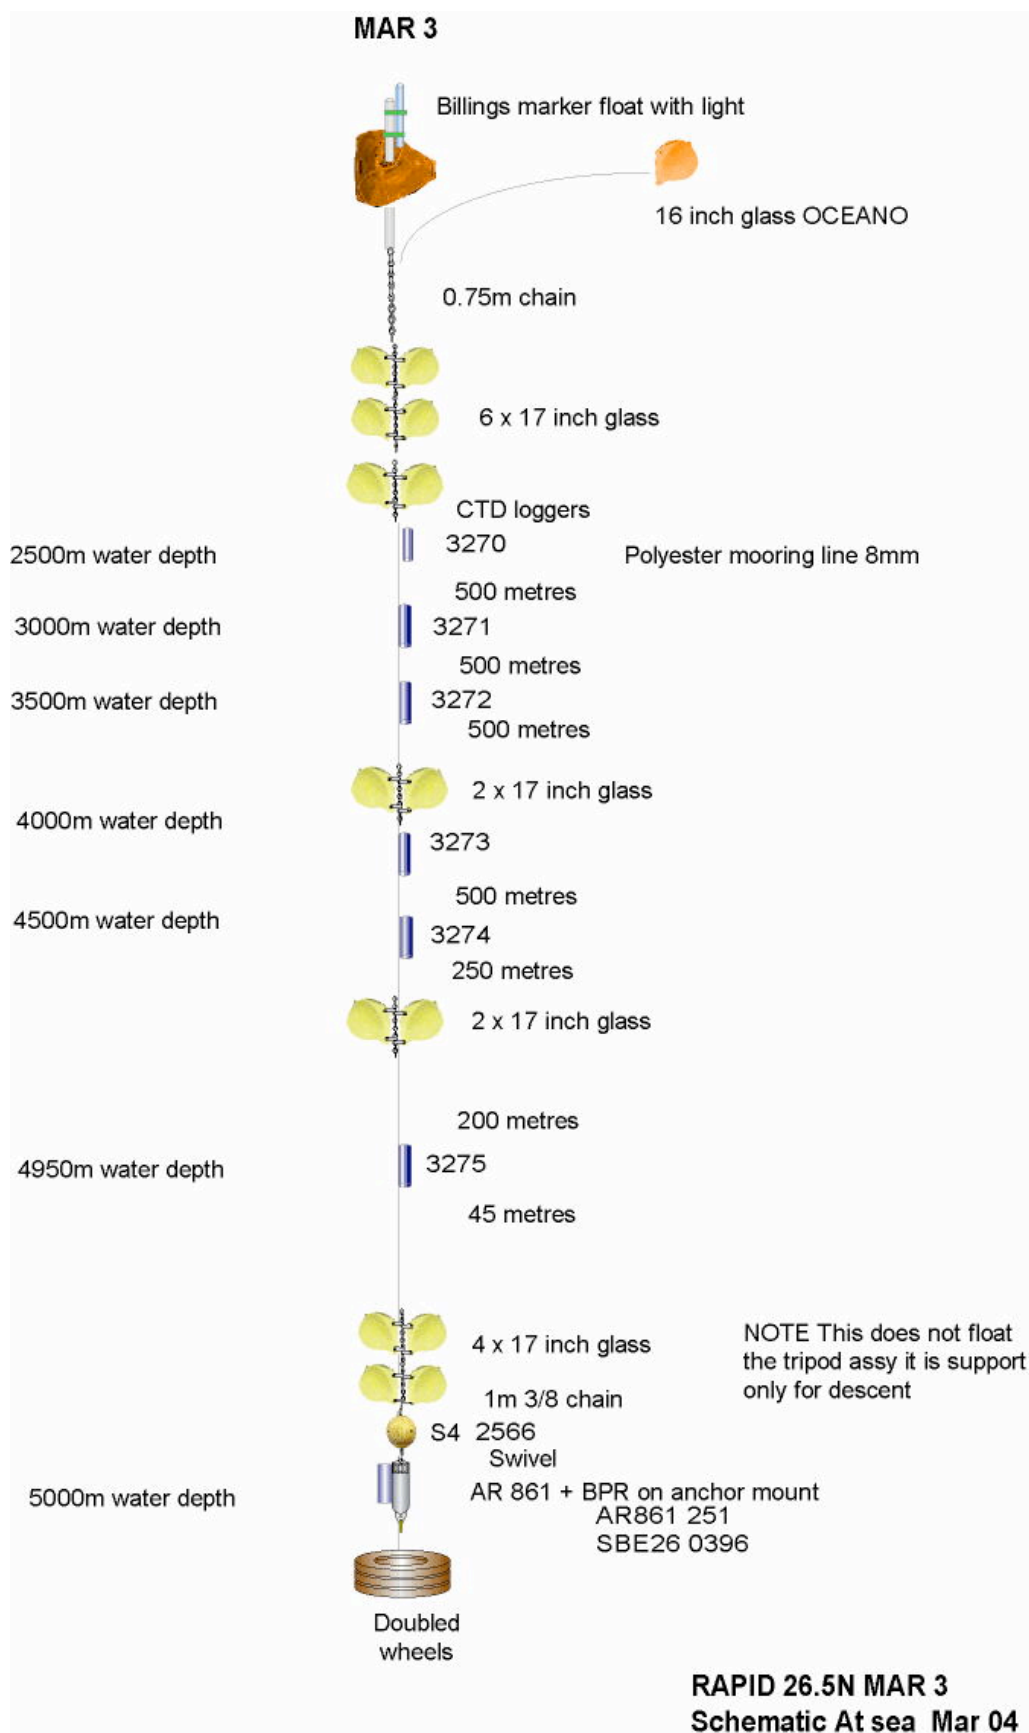 MAR 3
Billings marker float with light
16 inch glass OCEANO
0.75m chain
6 x 17 inch glass
CTD loggers
3270
2500m water depth
Polyester mooring line 8mm
500 metres
3000m water depth
3271
500 metres
3500m water depth
3272
500 metres
2 x 17 inch glass
4000m water depth
3273
500 metres
4500m water depth
3274
250 metres
2 x 17 inch glass
200 metres
3275
4950m water depth
45 metres
4 x 17 inch glass
NOTE This does not float
the tripod assy it is support
only for descent
1m 3/8 chain
S4 2566
Swivel
AR 861 + BPR on anchor mount
5000m water depth
AR861 251
SBE26 0396
Doubled
wheels
RAPID 26.5N MAR 3
Schematic At sea Mar 04